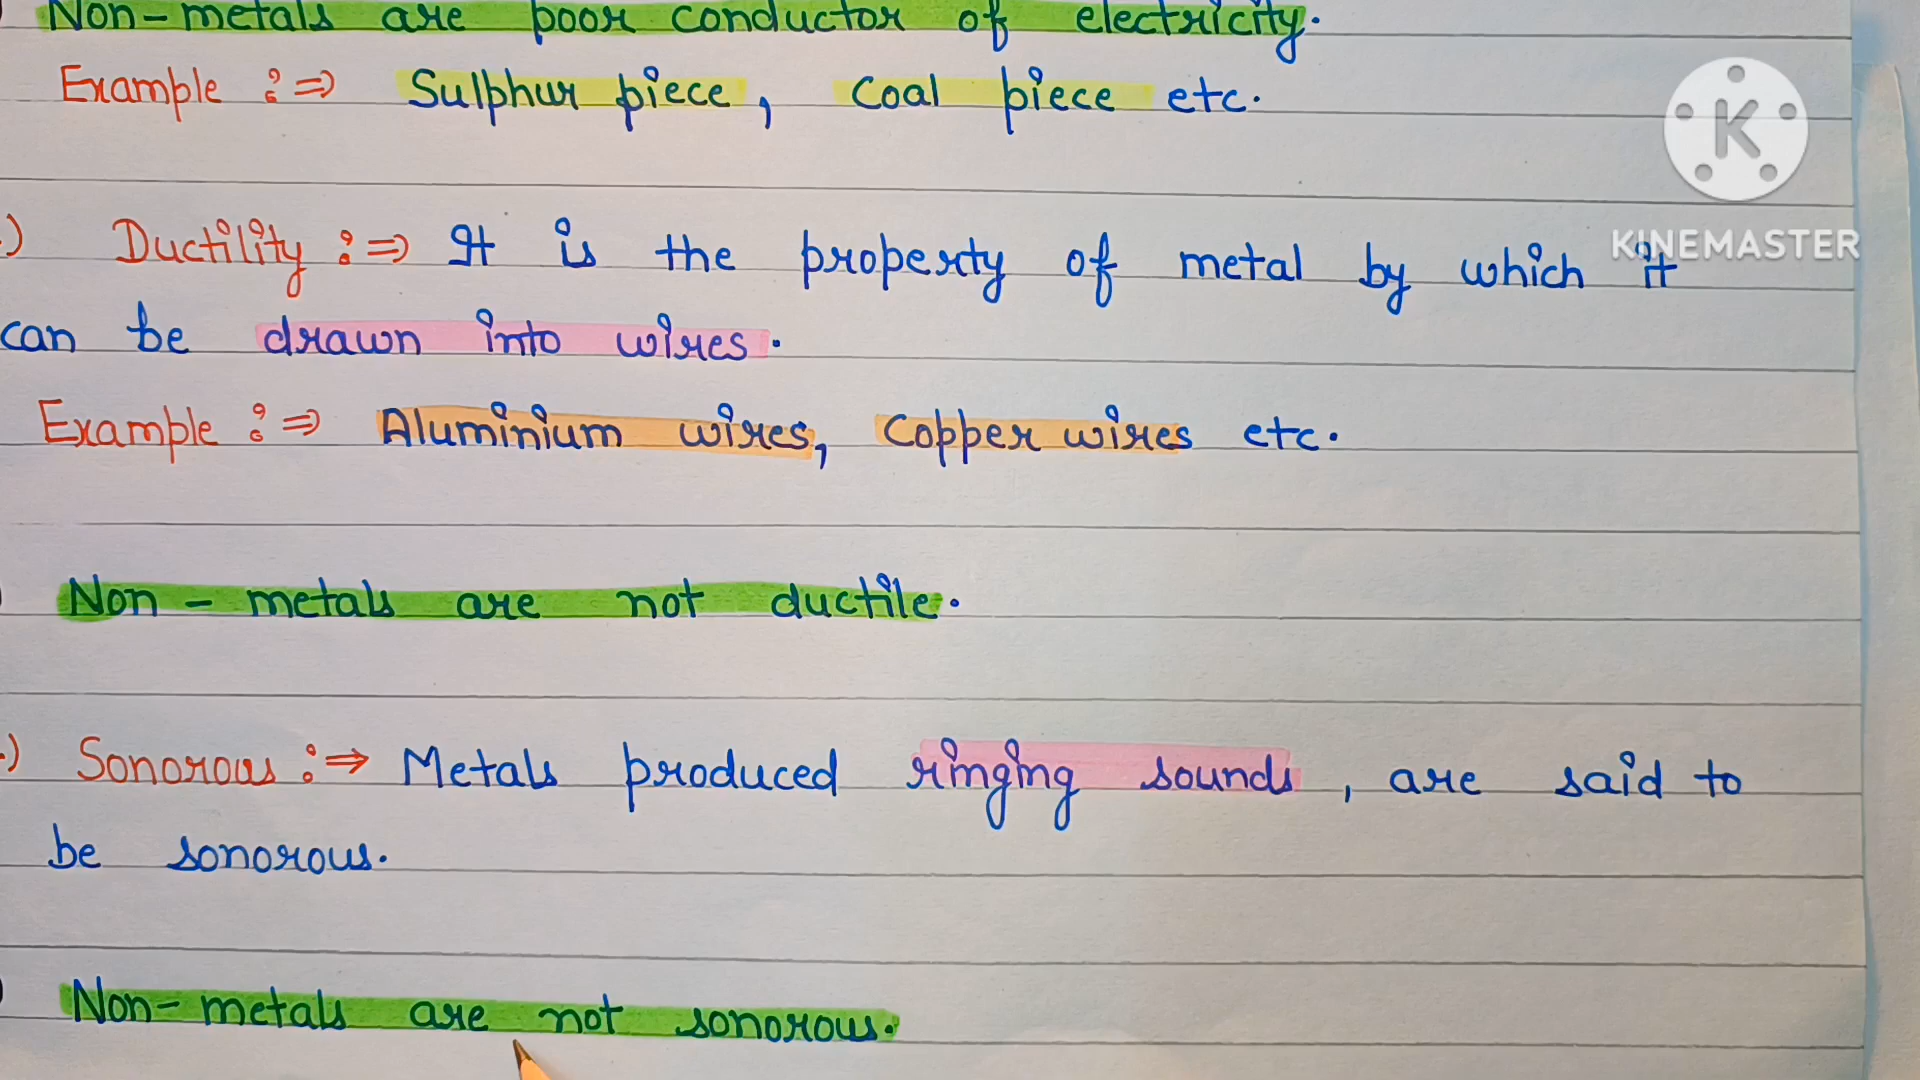 Non-metals are poor conductor of electricity.
Example :⇒ Sulphur piece, Coal piece etc.
K
KINEMASTER
.) Ductility :⇒ It is the property of metal by which it
can be drawn into wires.
Example :⇒ Aluminium wires, Copper wires etc.
Non-metals are not ductile.
.) Sonorous :⇒ Metals produced ringing sounds, are said to
be sonorous.
Non-metals are not sonorous.